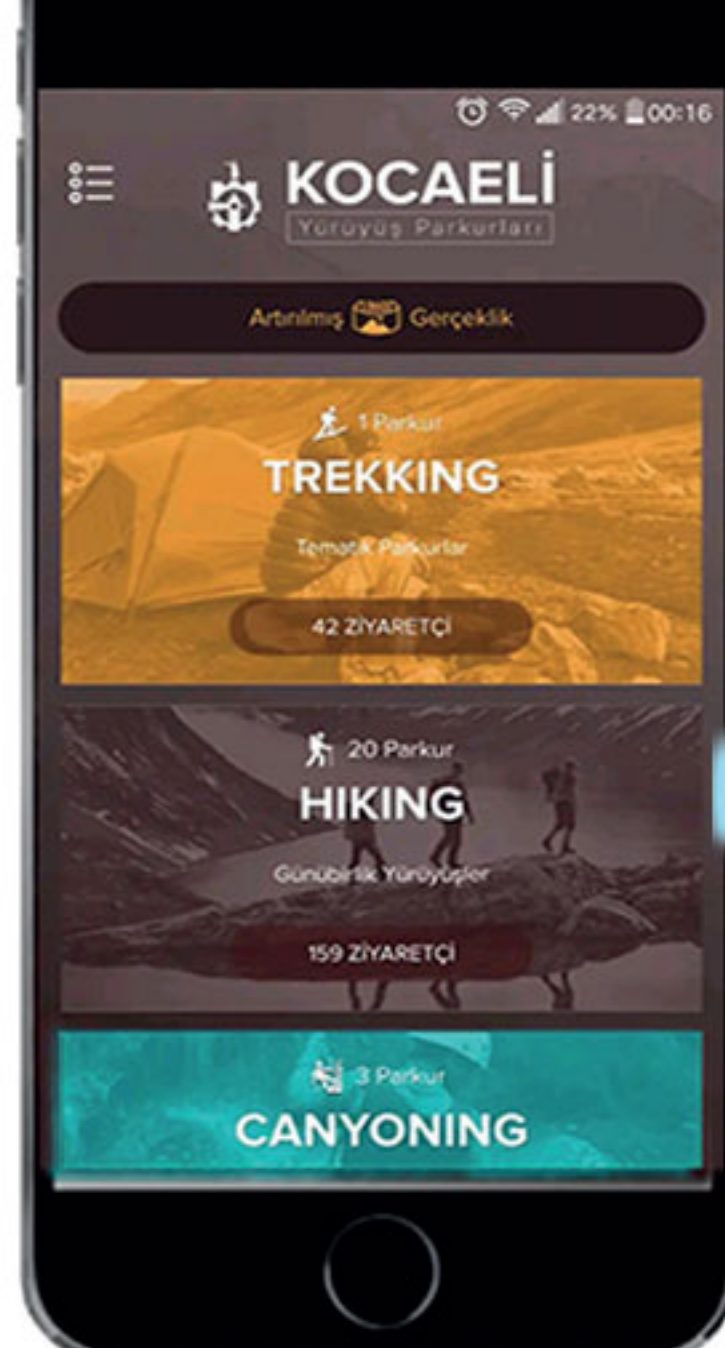 22% 00:16
KOCAELİ
Yürüyüş Parkurları
Artırılmış Gerçeklik
1 Parkur
TREKKING
Tematik Parkurlar
42 ZİYARETÇİ
20 Parkur
HIKING
Günübirlik Yürüyüşler
159 ZİYARETÇİ
3 Parkur
CANYONING